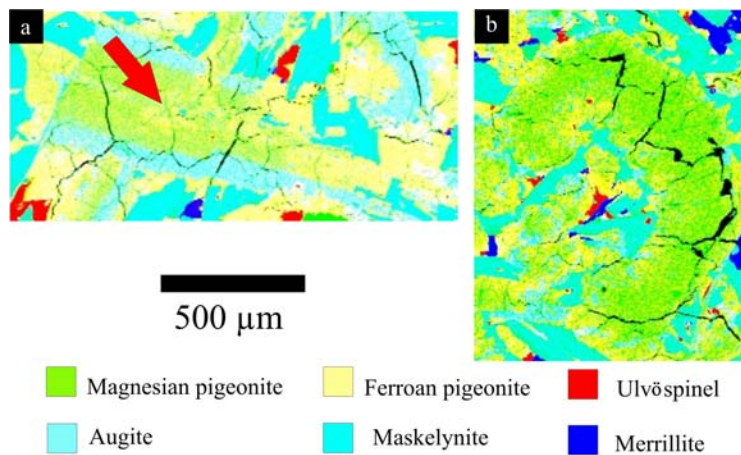 a
b
500 µm
Magnesian pigeonite
Ferroan pigeonite
Ulvöspinel
Augite
Maskelynite
Merrillite